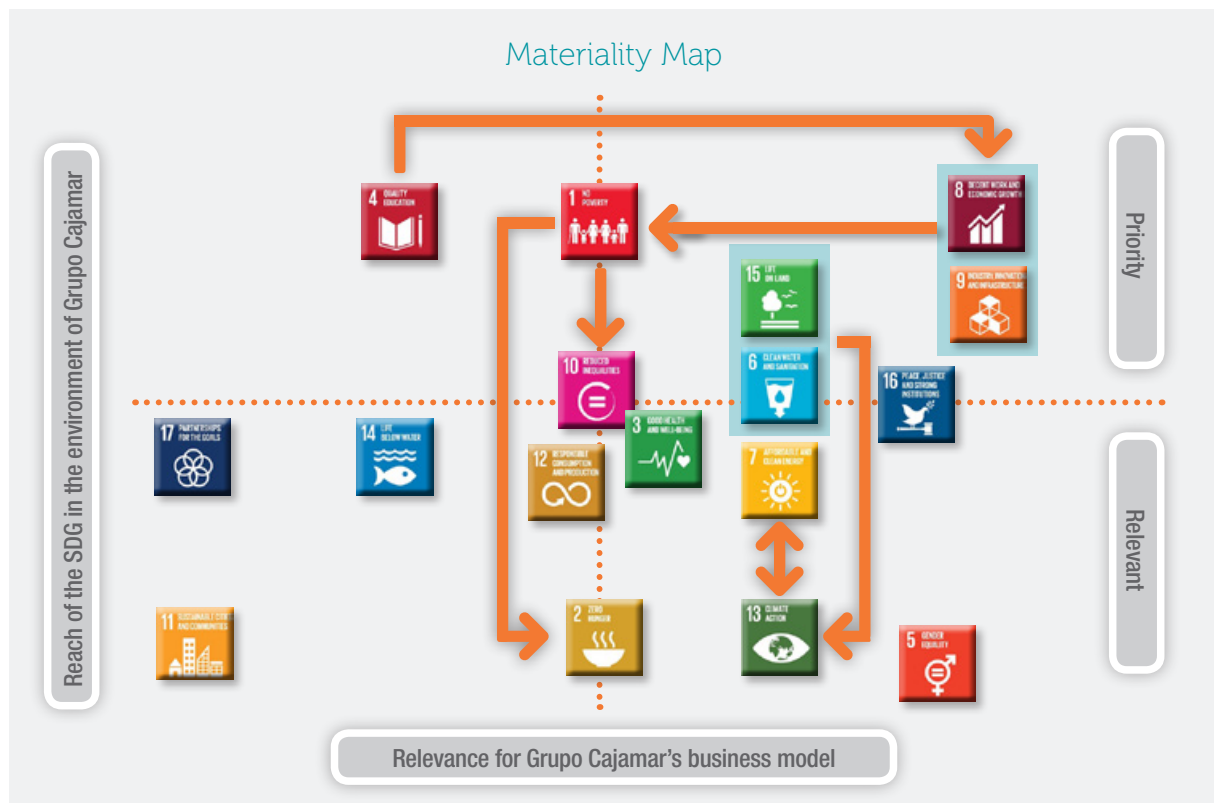 Materiality Map
Reach of the SDG in the environment of Grupo Cajamar
Priority
Relevant
4 QUALITY
EDUCATION
1 NO
POVERTY
8 DECENT WORK AND
ECONOMIC GROWTH
15 LIFE
ON LAND
9 INDUSTRY, INNOVATION
AND INFRASTRUCTURE
10 REDUCED
INEQUALITIES
6 CLEAN WATER
AND SANITATION
16 PEACE, JUSTICE
AND STRONG
INSTITUTIONS
17 PARTNERSHIPS
FOR THE GOALS
14 LIFE
BELOW WATER
3 GOOD HEALTH
AND WELL-BEING
12 RESPONSIBLE
CONSUMPTION
AND PRODUCTION
7 AFFORDABLE AND
CLEAN ENERGY
11 SUSTAINABLE CITIES
AND COMMUNITIES
2 ZERO
HUNGER
13 CLIMATE
ACTION
5 GENDER
EQUALITY
Relevance for Grupo Cajamar's business model